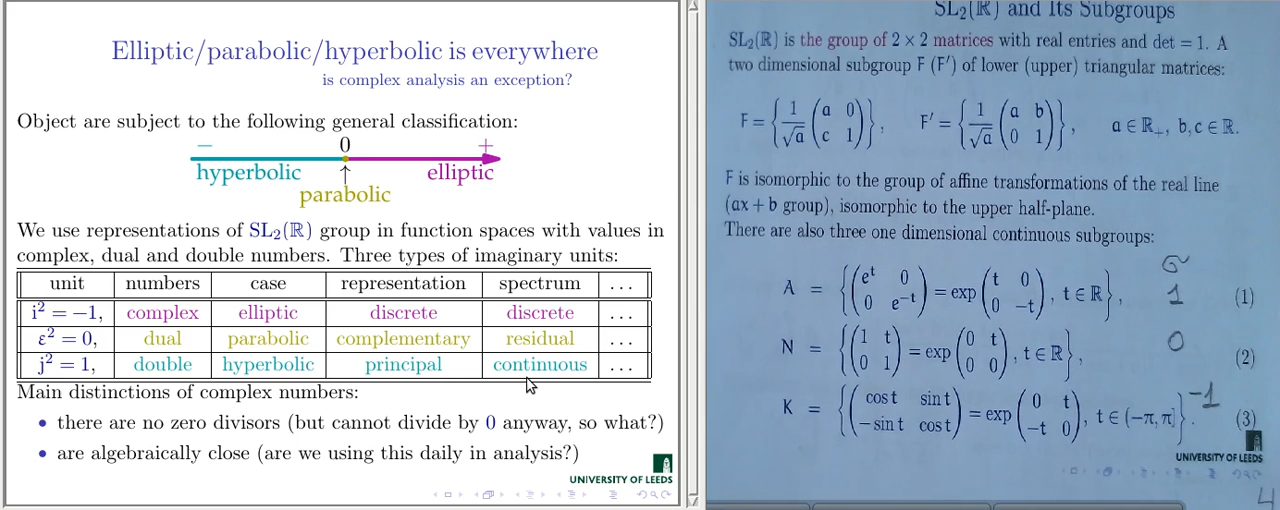 Elliptic/parabolic/hyperbolic is everywhere
is complex analysis an exception?
Object are subject to the following general classification:
− 0 +
hyperbolic ↑ elliptic
parabolic
We use representations of SL₂(ℝ) group in function spaces with values in
complex, dual and double numbers. Three types of imaginary units:
unit numbers case representation spectrum ...
i² = −1, complex elliptic discrete discrete ...
ε² = 0, dual parabolic complementary residual ...
j² = 1, double hyperbolic principal continuous ...
Main distinctions of complex numbers:
• there are no zero divisors (but cannot divide by 0 anyway, so what?)
• are algebraically close (are we using this daily in analysis?)
UNIVERSITY OF LEEDS
SL₂(ℝ) and Its Subgroups
SL₂(ℝ) is the group of 2 × 2 matrices with real entries and det = 1. A
two dimensional subgroup F (F′) of lower (upper) triangular matrices:
F = { 1/√a (a 0; c 1) }, F′ = { 1/√a (a b; 0 1) }, a ∈ ℝ₊, b, c ∈ ℝ.
F is isomorphic to the group of affine transformations of the real line
(ax + b group), isomorphic to the upper half-plane.
There are also three one dimensional continuous subgroups:
σ
A = { (eᵗ 0; 0 e⁻ᵗ) = exp (t 0; 0 −t), t ∈ ℝ }, 1 (1)
N = { (1 t; 0 1) = exp (0 t; 0 0), t ∈ ℝ }, 0 (2)
K = { (cos t sin t; −sin t cos t) = exp (0 t; −t 0), t ∈ (−π, π] }. -1 (3)
UNIVERSITY OF LEEDS
4